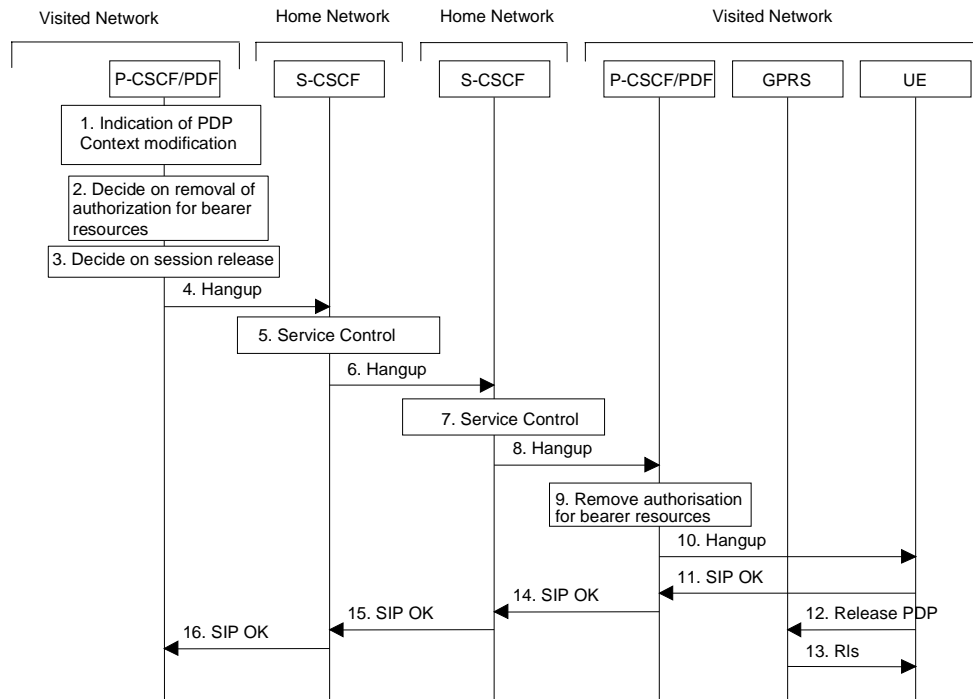 Visited Network
Home Network
Home Network
Visited Network
P-CSCF/PDF
S-CSCF
S-CSCF
P-CSCF/PDF
GPRS
UE
1. Indication of PDP
Context modification
2. Decide on removal of
authorization for bearer
resources
3. Decide on session release
4. Hangup
5. Service Control
6. Hangup
7. Service Control
8. Hangup
9. Remove authorisation
for bearer resources
10. Hangup
11. SIP OK
14. SIP OK
15. SIP OK
12. Release PDP
16. SIP OK
13. Rls